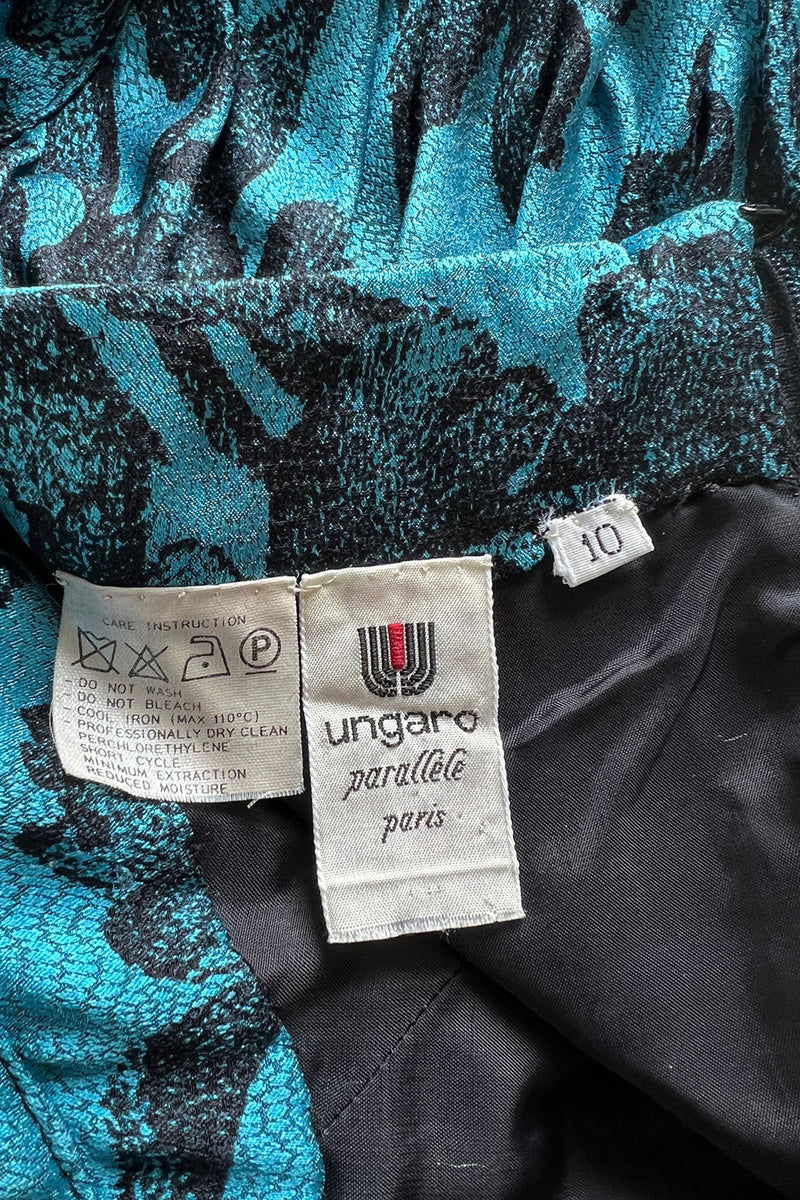 10
CARE INSTRUCTION
P
- DO NOT WASH
- DO NOT BLEACH
- COOL IRON (MAX 110°C)
- PROFESSIONALLY DRY CLEAN
PERCHLORETHYLENE
SHORT CYCLE
MINIMUM EXTRACTION
REDUCED MOISTURE
ungaro
parallèle
paris